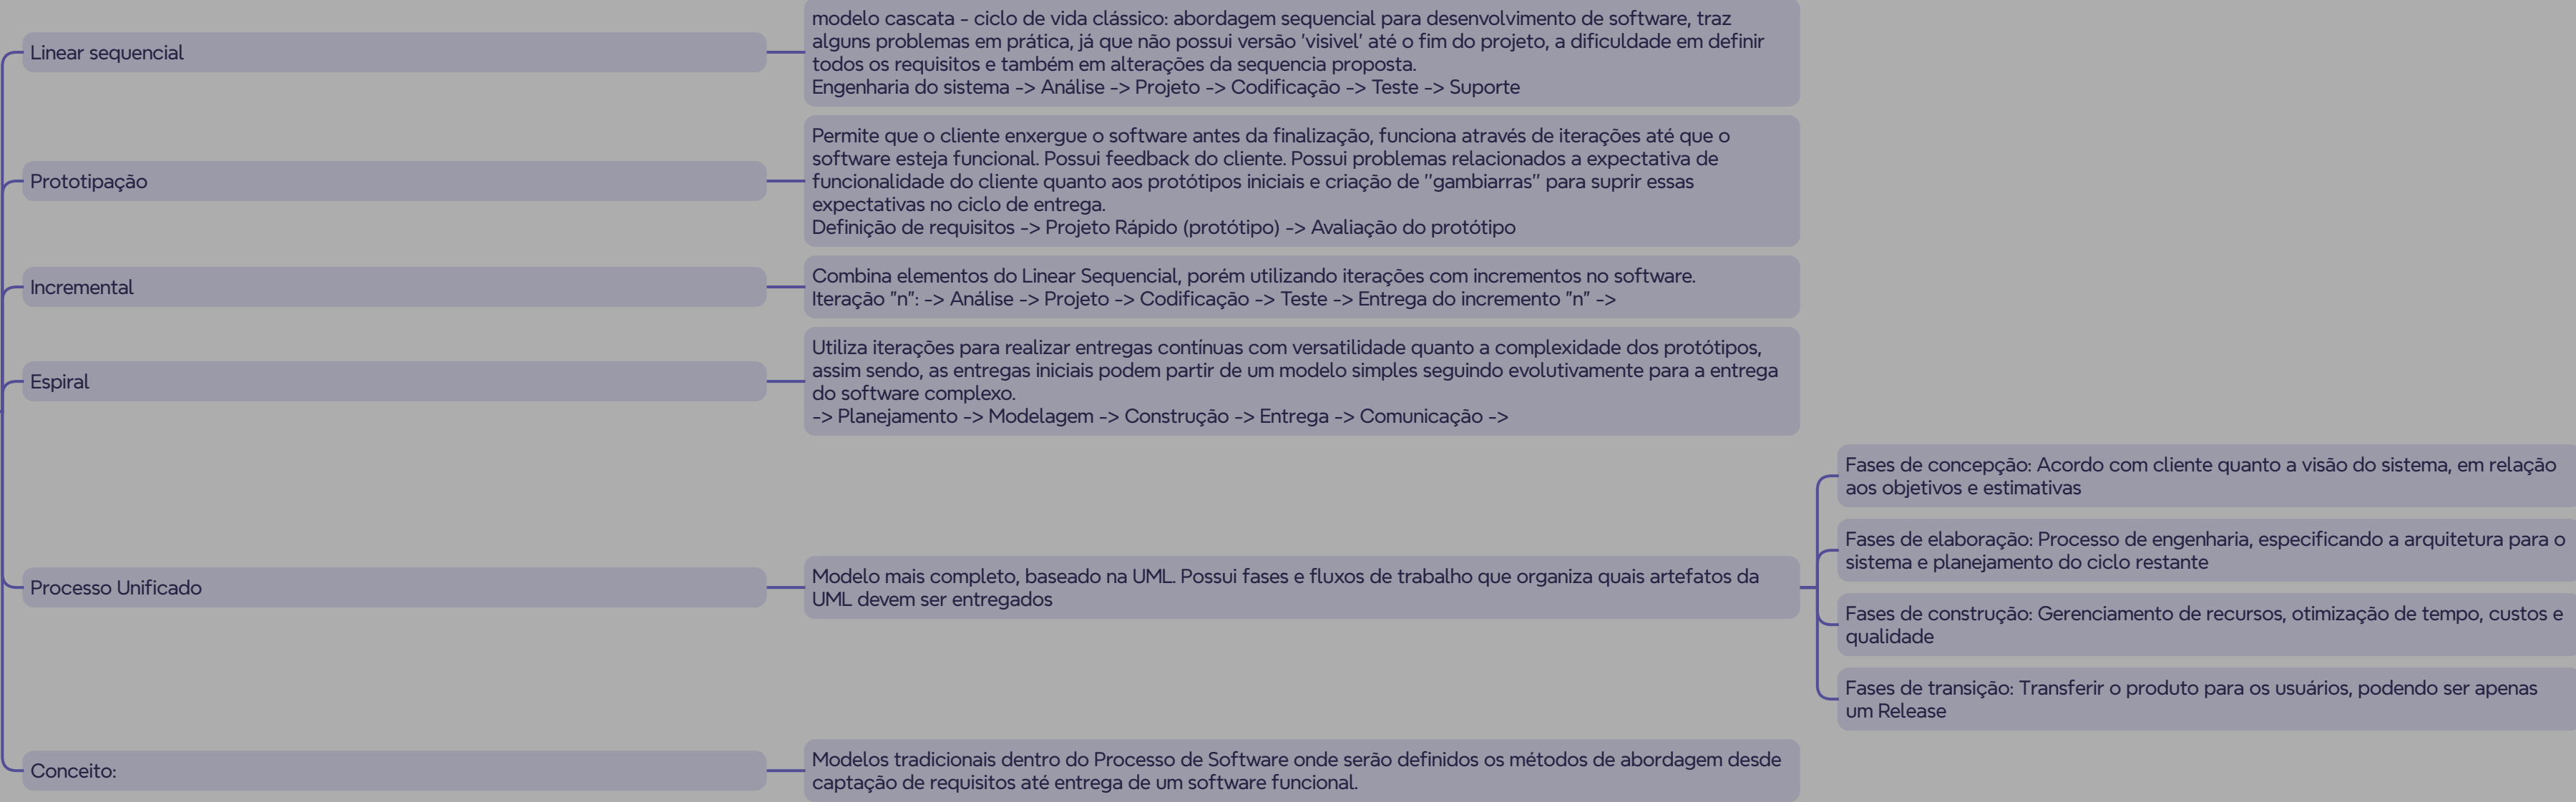 Linear sequencial
modelo cascata - ciclo de vida clássico: abordagem sequencial para desenvolvimento de software, traz
alguns problemas em prática, já que não possui versão 'visivel' até o fim do projeto, a dificuldade em definir
todos os requisitos e também em alterações da sequencia proposta.
Engenharia do sistema -> Análise -> Projeto -> Codificação -> Teste -> Suporte
Prototipação
Permite que o cliente enxergue o software antes da finalização, funciona através de iterações até que o
software esteja funcional. Possui feedback do cliente. Possui problemas relacionados a expectativa de
funcionalidade do cliente quanto aos protótipos iniciais e criação de ''gambiarras'' para suprir essas
expectativas no ciclo de entrega.
Definição de requisitos -> Projeto Rápido (protótipo) -> Avaliação do protótipo
Incremental
Combina elementos do Linear Sequencial, porém utilizando iterações com incrementos no software.
Iteração "n": -> Análise -> Projeto -> Codificação -> Teste -> Entrega do incremento "n" ->
Espiral
Utiliza iterações para realizar entregas contínuas com versatilidade quanto a complexidade dos protótipos,
assim sendo, as entregas iniciais podem partir de um modelo simples seguindo evolutivamente para a entrega
do software complexo.
-> Planejamento -> Modelagem -> Construção -> Entrega -> Comunicação ->
Processo Unificado
Modelo mais completo, baseado na UML. Possui fases e fluxos de trabalho que organiza quais artefatos da
UML devem ser entregados
Fases de concepção: Acordo com cliente quanto a visão do sistema, em relação
aos objetivos e estimativas
Fases de elaboração: Processo de engenharia, especificando a arquitetura para o
sistema e planejamento do ciclo restante
Fases de construção: Gerenciamento de recursos, otimização de tempo, custos e
qualidade
Fases de transição: Transferir o produto para os usuários, podendo ser apenas
um Release
Conceito:
Modelos tradicionais dentro do Processo de Software onde serão definidos os métodos de abordagem desde
captação de requisitos até entrega de um software funcional.